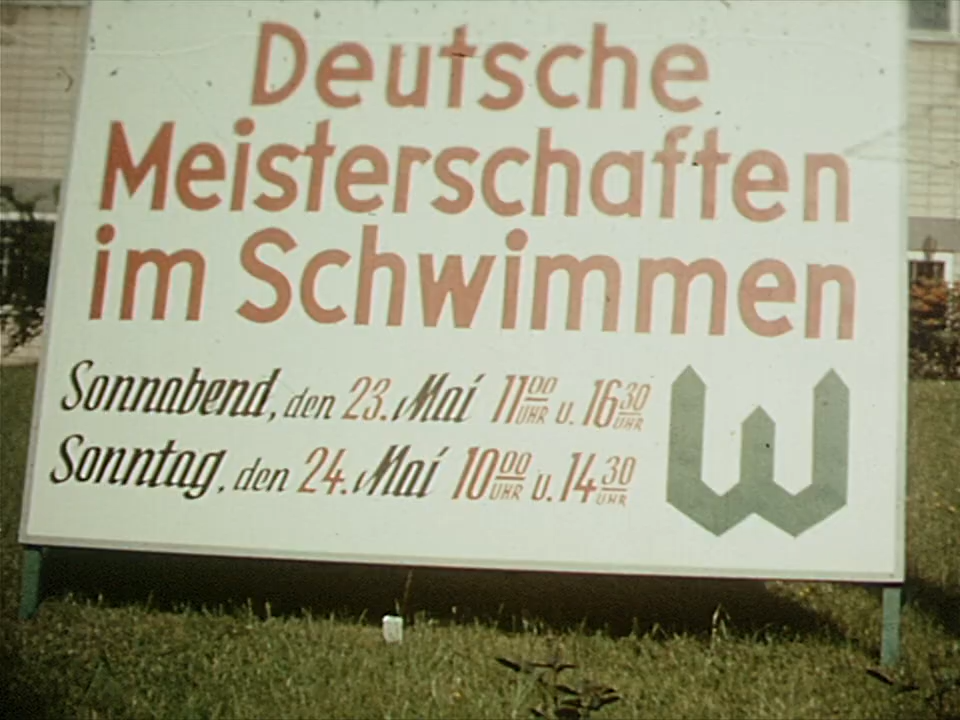 Deutsche
Meisterschaften
im Schwimmen
Sonnabend, den 23. Mai 11 00 UHR u. 16 30 UHR
Sonntag, den 24. Mai 10 00 UHR u. 14 30 UHR
W